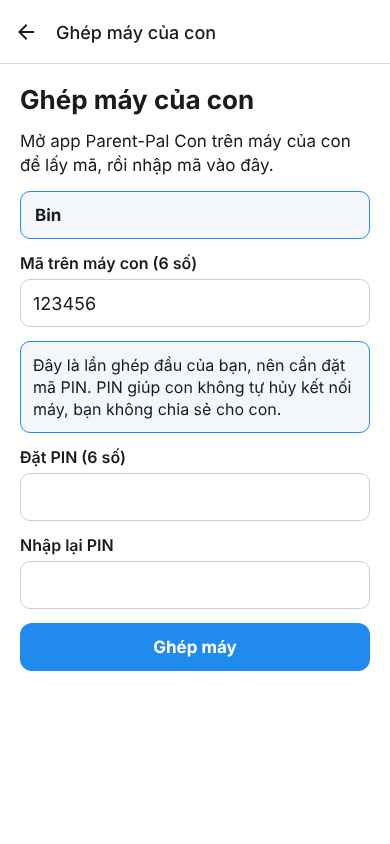 Ghép máy của con
Ghép máy của con
Mở app Parent-Pal Con trên máy của con
để lấy mã, rồi nhập mã vào đây.
Bin
Mã trên máy con (6 số)
123456
Đây là lần ghép đầu của bạn, nên cần đặt
mã PIN. PIN giúp con không tự hủy kết nối
máy, bạn không chia sẻ cho con.
Đặt PIN (6 số)
Nhập lại PIN
Ghép máy